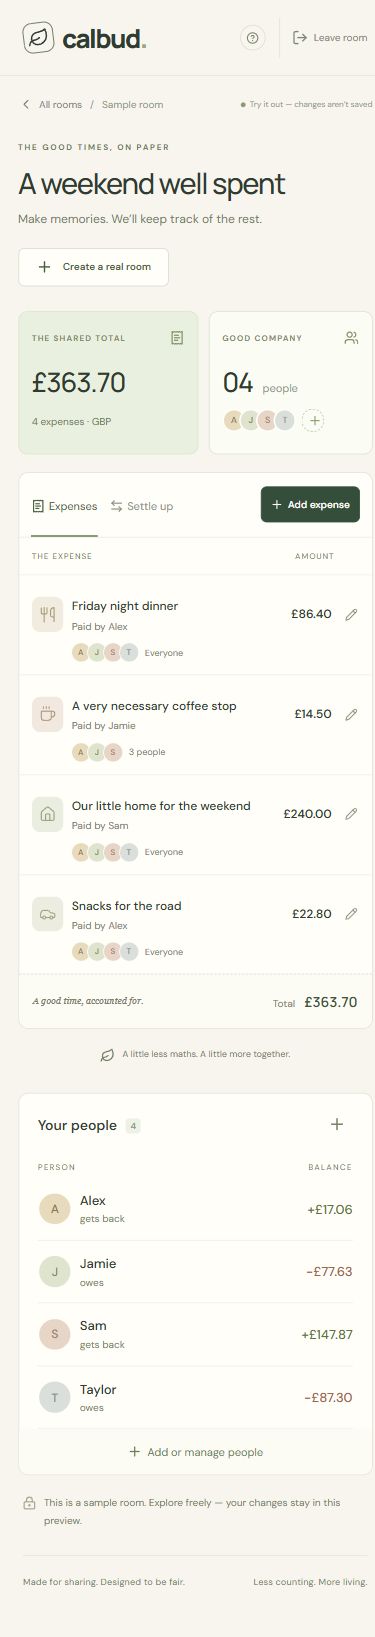 calbud.
Leave room
All rooms / Sample room
Try it out — changes aren't saved
THE GOOD TIMES, ON PAPER
A weekend well spent
Make memories. We'll keep track of the rest.
+ Create a real room
THE SHARED TOTAL
£363.70
4 expenses · GBP
GOOD COMPANY
04 people
A J S T +
Expenses
Settle up
+ Add expense
THE EXPENSE
AMOUNT
Friday night dinner
£86.40
Paid by Alex
A J S T Everyone
A very necessary coffee stop
£14.50
Paid by Jamie
A J S 3 people
Our little home for the weekend
£240.00
Paid by Sam
A J S T Everyone
Snacks for the road
£22.80
Paid by Alex
A J S T Everyone
A good time, accounted for.
Total £363.70
A little less maths. A little more together.
Your people 4
+
PERSON
BALANCE
A
Alex
gets back
+£17.06
J
Jamie
owes
-£77.63
S
Sam
gets back
+£147.87
T
Taylor
owes
-£87.30
+ Add or manage people
This is a sample room. Explore freely — your changes stay in this
preview.
Made for sharing. Designed to be fair.
Less counting. More living.